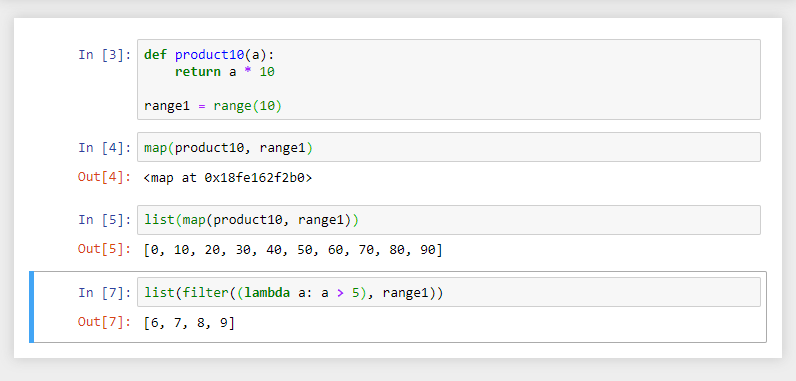 In [3]: def product10(a):
    return a * 10
range1 = range(10)
In [4]: map(product10, range1)
Out[4]: <map at 0x18fe162f2b0>
In [5]: list(map(product10, range1))
Out[5]: [0, 10, 20, 30, 40, 50, 60, 70, 80, 90]
In [7]: list(filter((lambda a: a > 5), range1))
Out[7]: [6, 7, 8, 9]